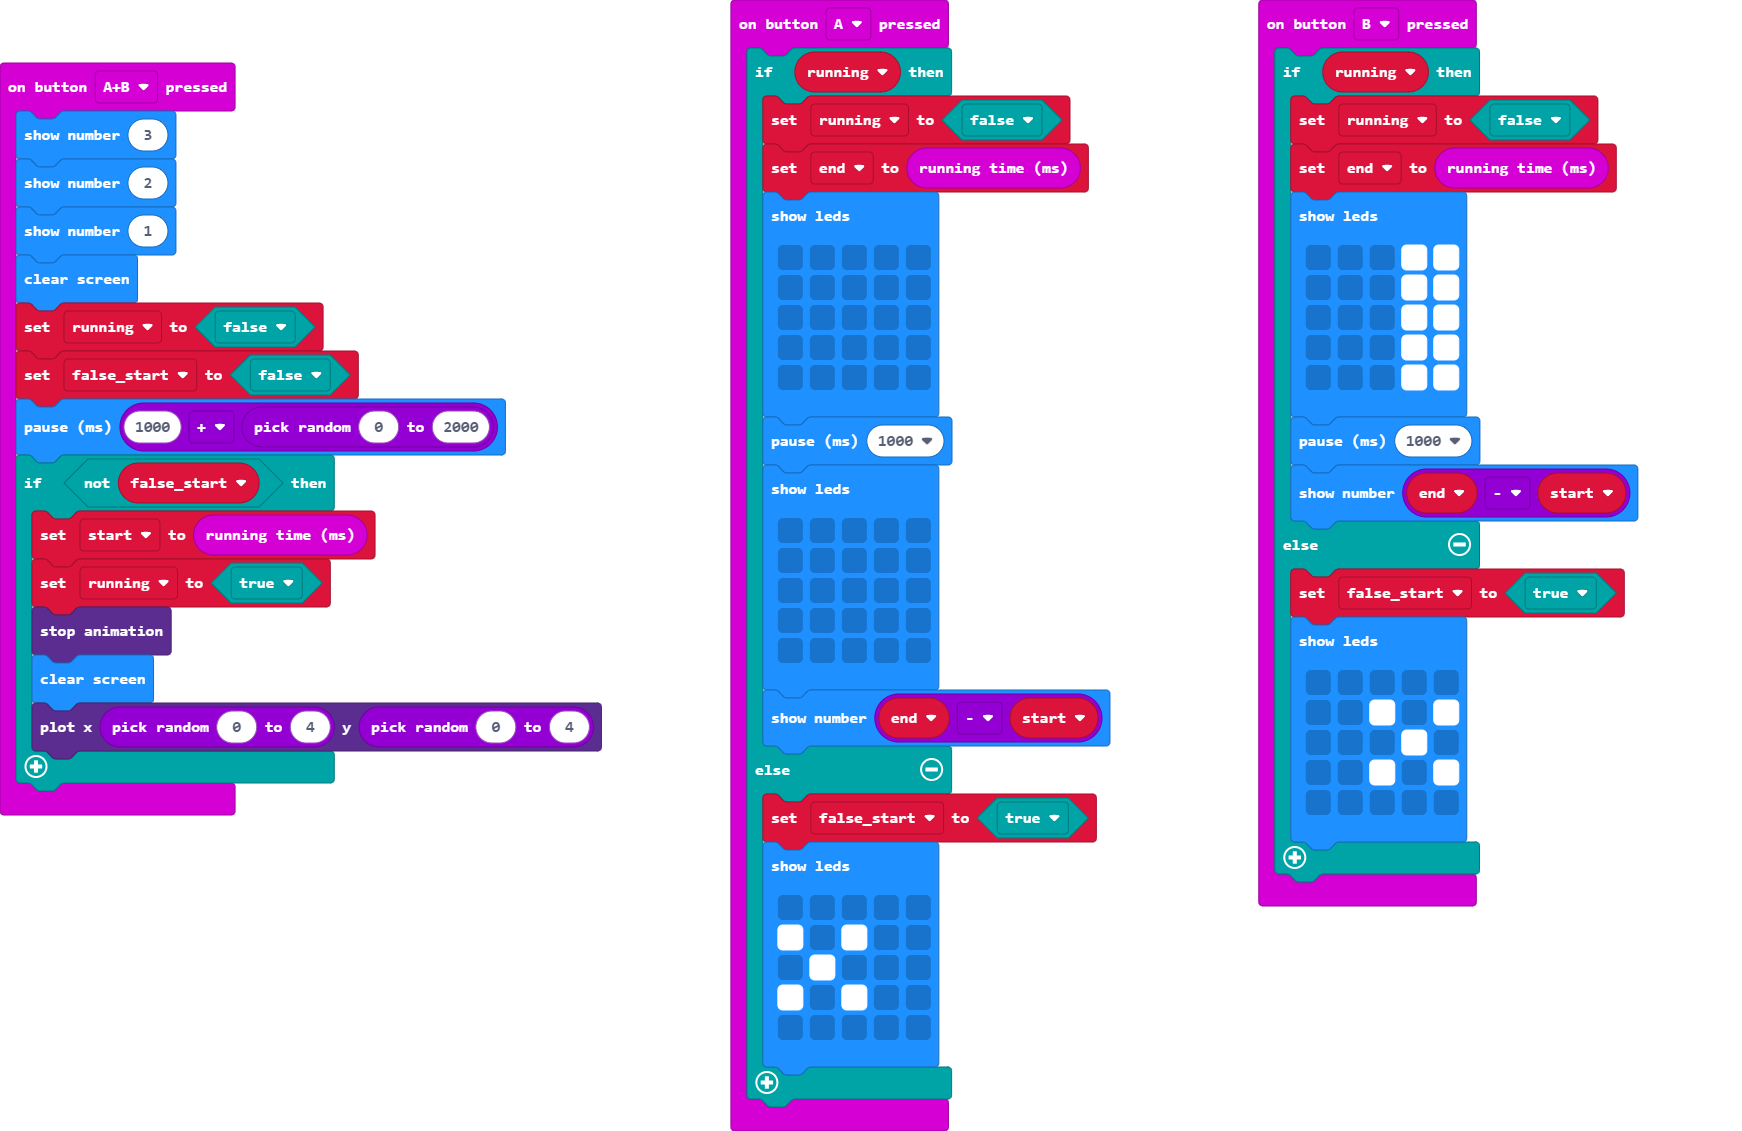 on button A+B pressed
show number 3
show number 2
show number 1
clear screen
set running to false
set false_start to false
pause (ms) 1000 + pick random 0 to 2000
if not false_start then
set start to running time (ms)
set running to true
stop animation
clear screen
plot x pick random 0 to 4 y pick random 0 to 4
on button A pressed
if running then
set running to false
set end to running time (ms)
show leds
pause (ms) 1000
show leds
show number end - start
else
set false_start to true
show leds
on button B pressed
if running then
set running to false
set end to running time (ms)
show leds
pause (ms) 1000
show number end - start
else
set false_start to true
show leds